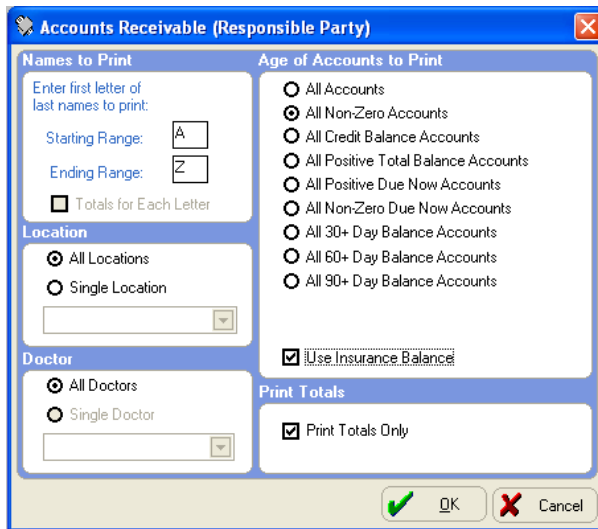 Accounts Receivable (Responsible Party)
Names to Print
Enter first letter of
last names to print:
Starting Range: A
Ending Range: Z
Totals for Each Letter
Location
All Locations
Single Location
Doctor
All Doctors
Single Doctor
Age of Accounts to Print
All Accounts
All Non-Zero Accounts
All Credit Balance Accounts
All Positive Total Balance Accounts
All Positive Due Now Accounts
All Non-Zero Due Now Accounts
All 30+ Day Balance Accounts
All 60+ Day Balance Accounts
All 90+ Day Balance Accounts
Use Insurance Balance
Print Totals
Print Totals Only
OK Cancel